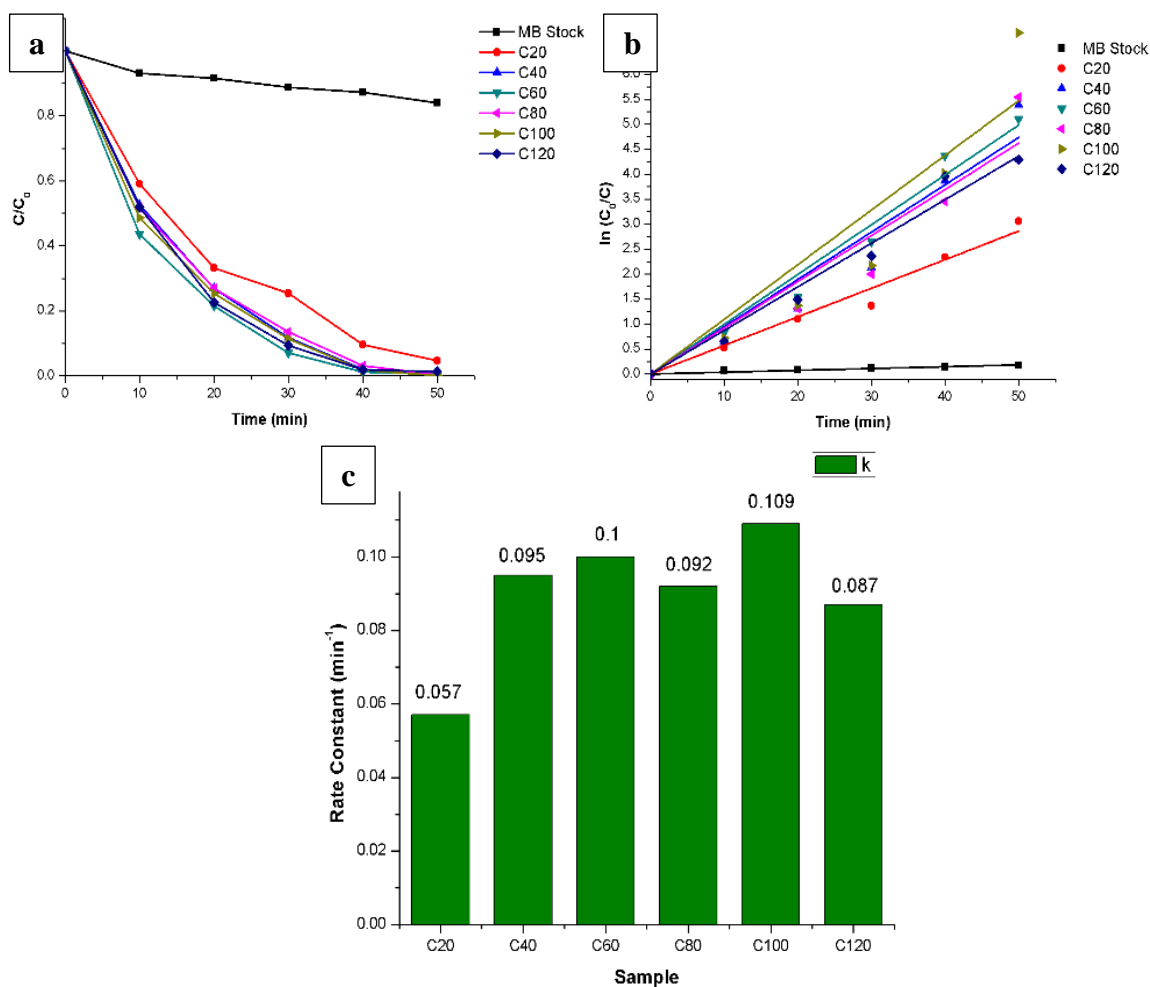 a
MB Stock
C20
C40
C60
C80
C100
C120
0.8
0.6
0.4
0.2
0.0
0 10 20 30 40 50
C/C₀
Time (min)
b
MB Stock
C20
C40
C60
C80
C100
C120
6.0
5.5
5.0
4.5
4.0
3.5
3.0
2.5
2.0
1.5
1.0
0.5
0.0
0 10 20 30 40 50
ln (C₀/C)
Time (min)
c
k
0.10
0.08
0.06
0.04
0.02
0.00
0.057
0.095
0.1
0.092
0.109
0.087
C20 C40 C60 C80 C100 C120
Rate Constant (min⁻¹)
Sample